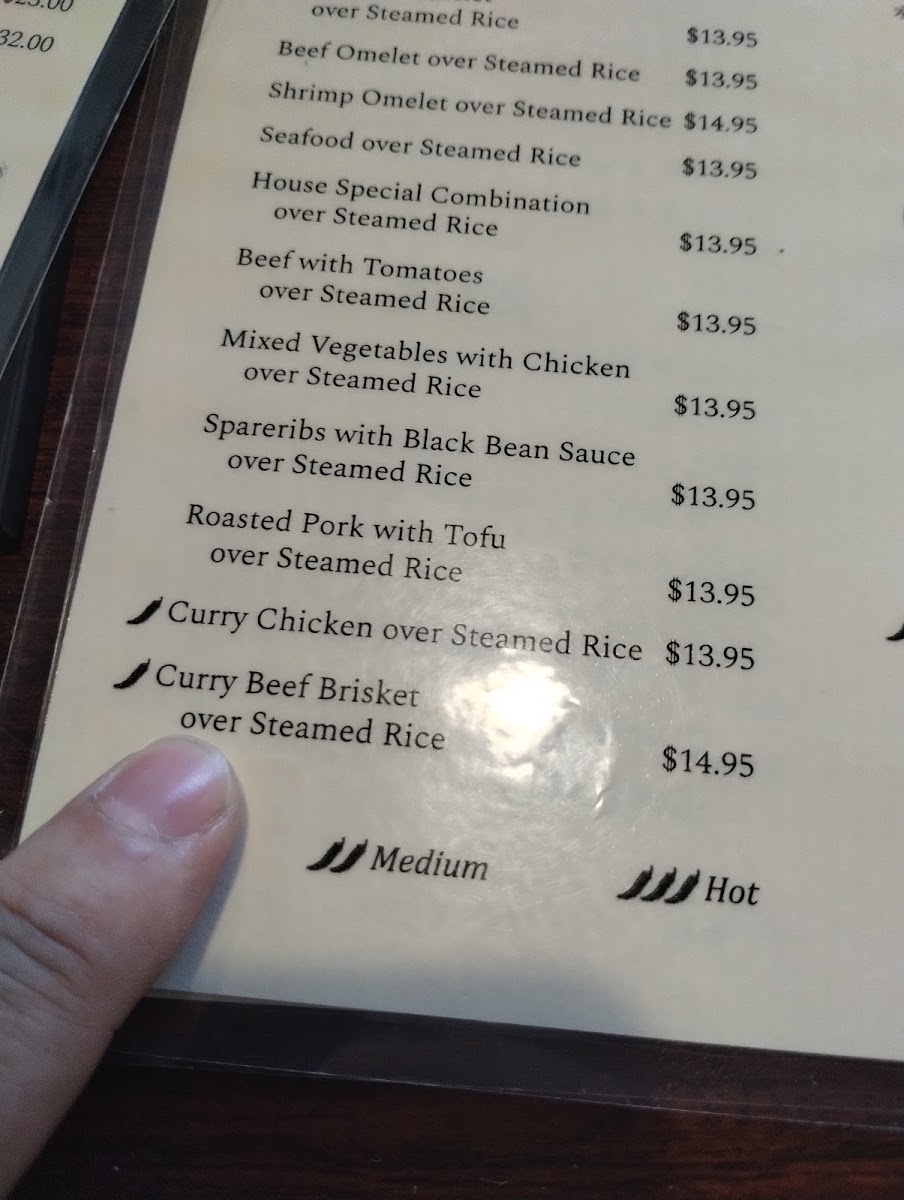 32.00
over Steamed Rice
$13.95
Beef Omelet over Steamed Rice $13.95
Shrimp Omelet over Steamed Rice $14.95
Seafood over Steamed Rice $13.95
House Special Combination
over Steamed Rice $13.95
Beef with Tomatoes
over Steamed Rice $13.95
Mixed Vegetables with Chicken
over Steamed Rice $13.95
Spareribs with Black Bean Sauce
over Steamed Rice $13.95
Roasted Pork with Tofu
over Steamed Rice $13.95
Curry Chicken over Steamed Rice $13.95
Curry Beef Brisket
over Steamed Rice $14.95
Medium Hot